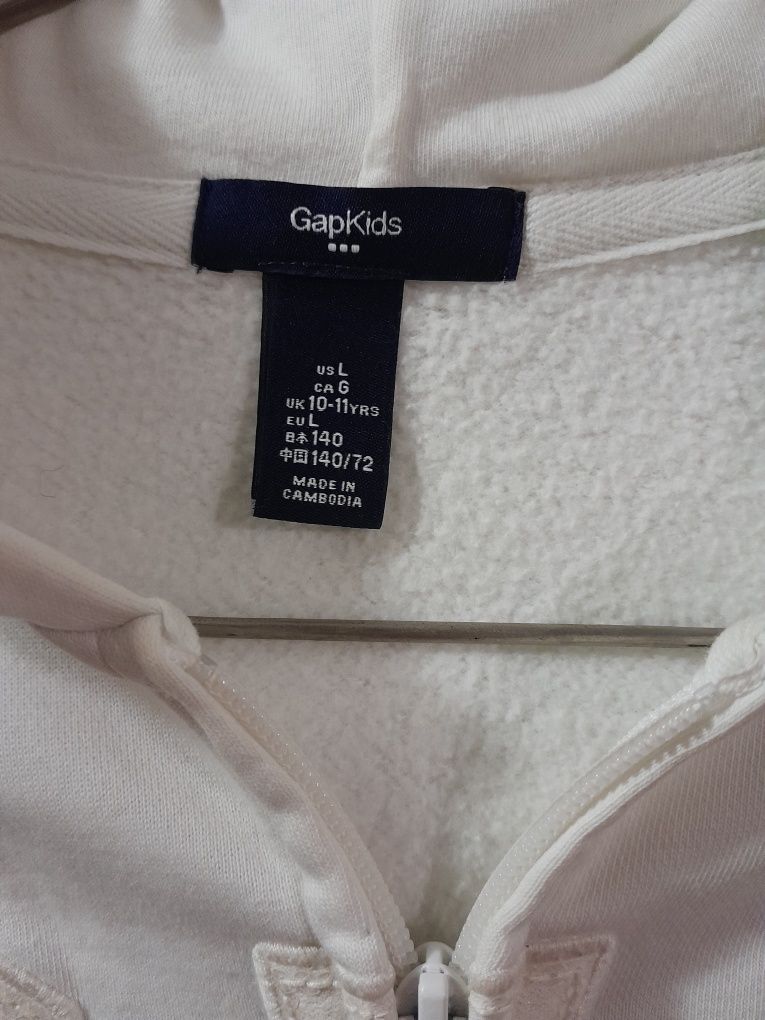 GapKids
US L
CA G
UK 10-11YRS
EU L
日本 140
中国 140/72
MADE IN
CAMBODIA